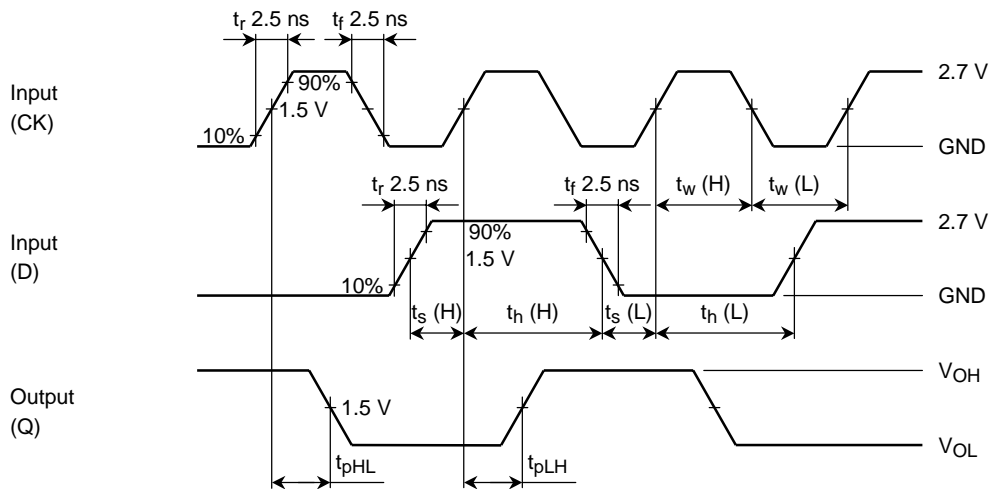 tr 2.5 ns
tf 2.5 ns
Input
(CK)
90%
1.5 V
10%
2.7 V
GND
tr 2.5 ns
tf 2.5 ns
tw (H)
tw (L)
Input
(D)
90%
1.5 V
10%
2.7 V
GND
ts (H)
th (H)
ts (L)
th (L)
Output
(Q)
1.5 V
VOH
VOL
tpHL
tpLH